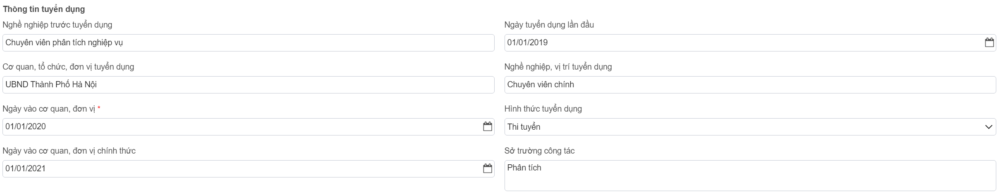 Thông tin tuyển dụng
Nghề nghiệp trước tuyển dụng
Chuyên viên phân tích nghiệp vụ
Ngày tuyển dụng lần đầu
01/01/2019
Cơ quan, tổ chức, đơn vị tuyển dụng
UBND Thành Phố Hà Nội
Nghề nghiệp, vị trí tuyển dụng
Chuyên viên chính
Ngày vào cơ quan, đơn vị *
01/01/2020
Hình thức tuyển dụng
Thi tuyển
Ngày vào cơ quan, đơn vị chính thức
01/01/2021
Sở trường công tác
Phân tích